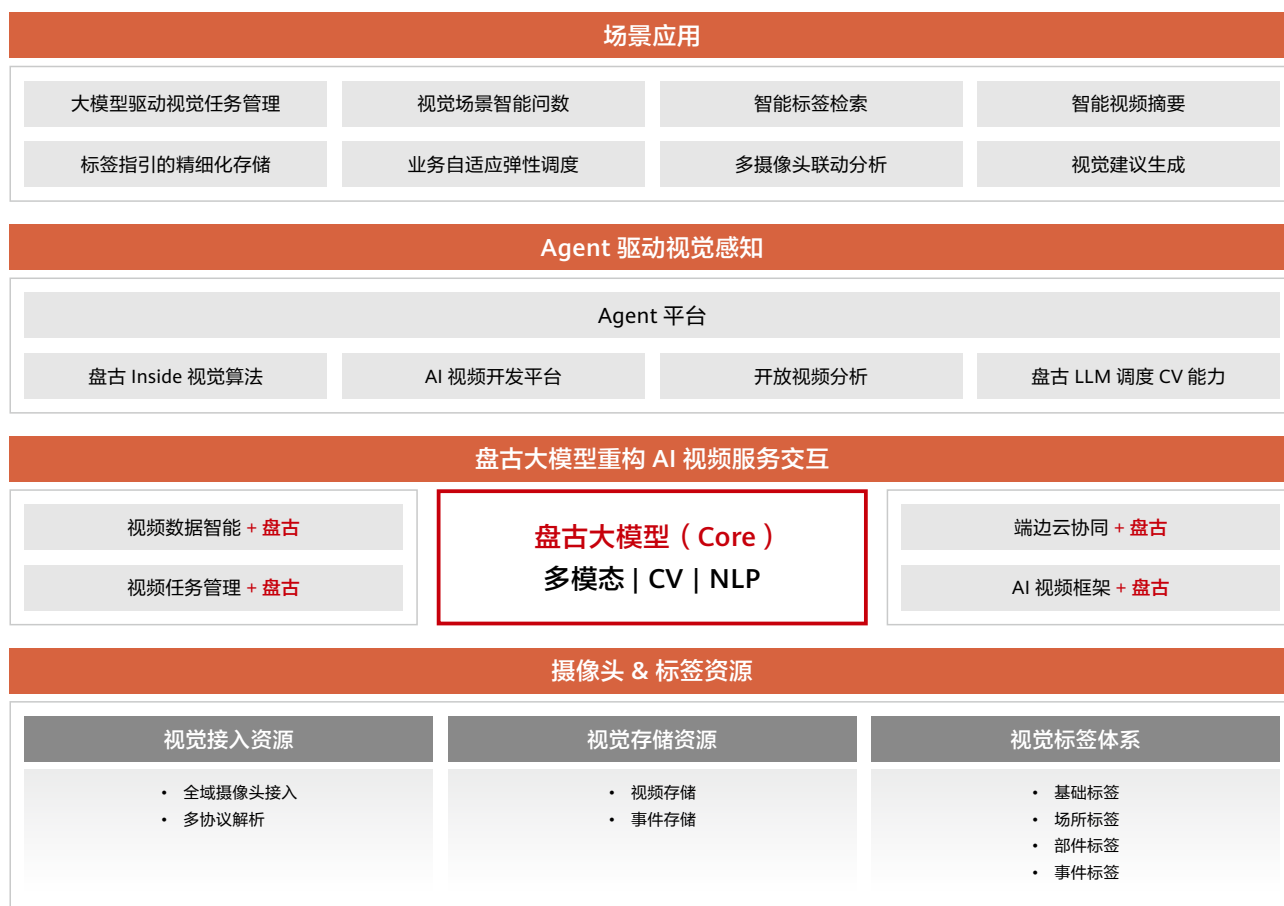 场景应用
大模型驱动视觉任务管理
视觉场景智能问数
智能标签检索
智能视频摘要
标签指引的精细化存储
业务自适应弹性调度
多摄像头联动分析
视觉建议生成
Agent 驱动视觉感知
Agent 平台
盘古 Inside 视觉算法
AI 视频开发平台
开放视频分析
盘古 LLM 调度 CV 能力
盘古大模型重构 AI 视频服务交互
视频数据智能 + 盘古
视频任务管理 + 盘古
盘古大模型（Core）
多模态 | CV | NLP
端边云协同 + 盘古
AI 视频框架 + 盘古
摄像头 & 标签资源
视觉接入资源
• 全域摄像头接入
• 多协议解析
视觉存储资源
• 视频存储
• 事件存储
视觉标签体系
• 基础标签
• 场所标签
• 部件标签
• 事件标签